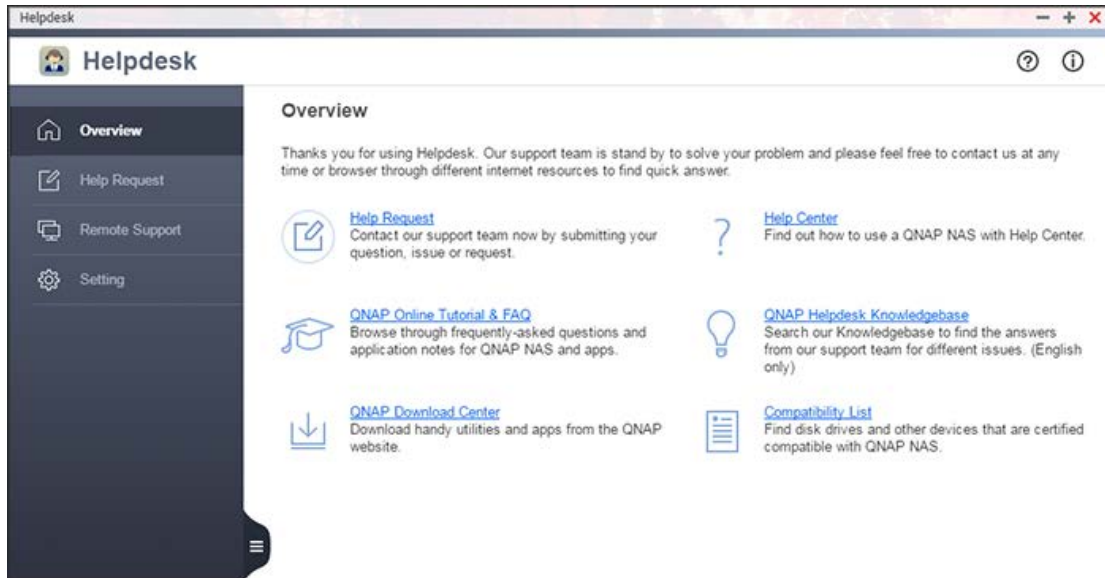 Helpdesk
Helpdesk
Overview
Help Request
Remote Support
Setting
Overview
Thanks you for using Helpdesk. Our support team is stand by to solve your problem and please feel free to contact us at any
time or browser through different internet resources to find quick answer.
Help Request
Contact our support team now by submitting your
question, issue or request.
Help Center
Find out how to use a QNAP NAS with Help Center.
QNAP Online Tutorial & FAQ
Browse through frequently-asked questions and
application notes for QNAP NAS and apps.
QNAP Helpdesk Knowledgebase
Search our Knowledgebase to find the answers
from our support team for different issues. (English
only)
QNAP Download Center
Download handy utilities and apps from the QNAP
website.
Compatibility List
Find disk drives and other devices that are certified
compatible with QNAP NAS.